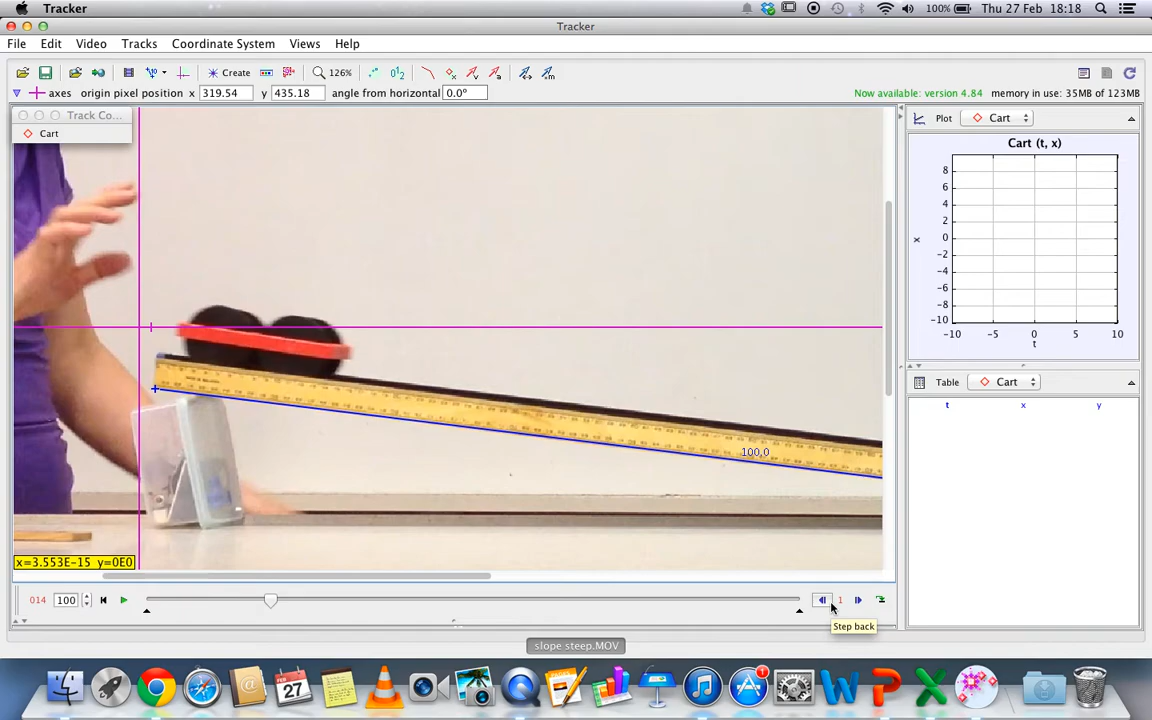 Tracker 100% Thu 27 Feb 18:18
Tracker
File Edit Video Tracks Coordinate System Views Help
Create 126%
axes origin pixel position x 319.54 y 435.18 angle from horizontal 0.0° Now available: version 4.84 memory in use: 35MB of 123MB
Track Co...
Cart
Plot Cart
Cart (t, x)
8
6
4
2
0
-2
-4
-6
-8
-10
x
-10 -5 0 5 10
t
Table Cart
t x y
100.0
x=3.553E-15 y=0E0
014 100 1
Step back
slope steep.MOV
FEB
27
1